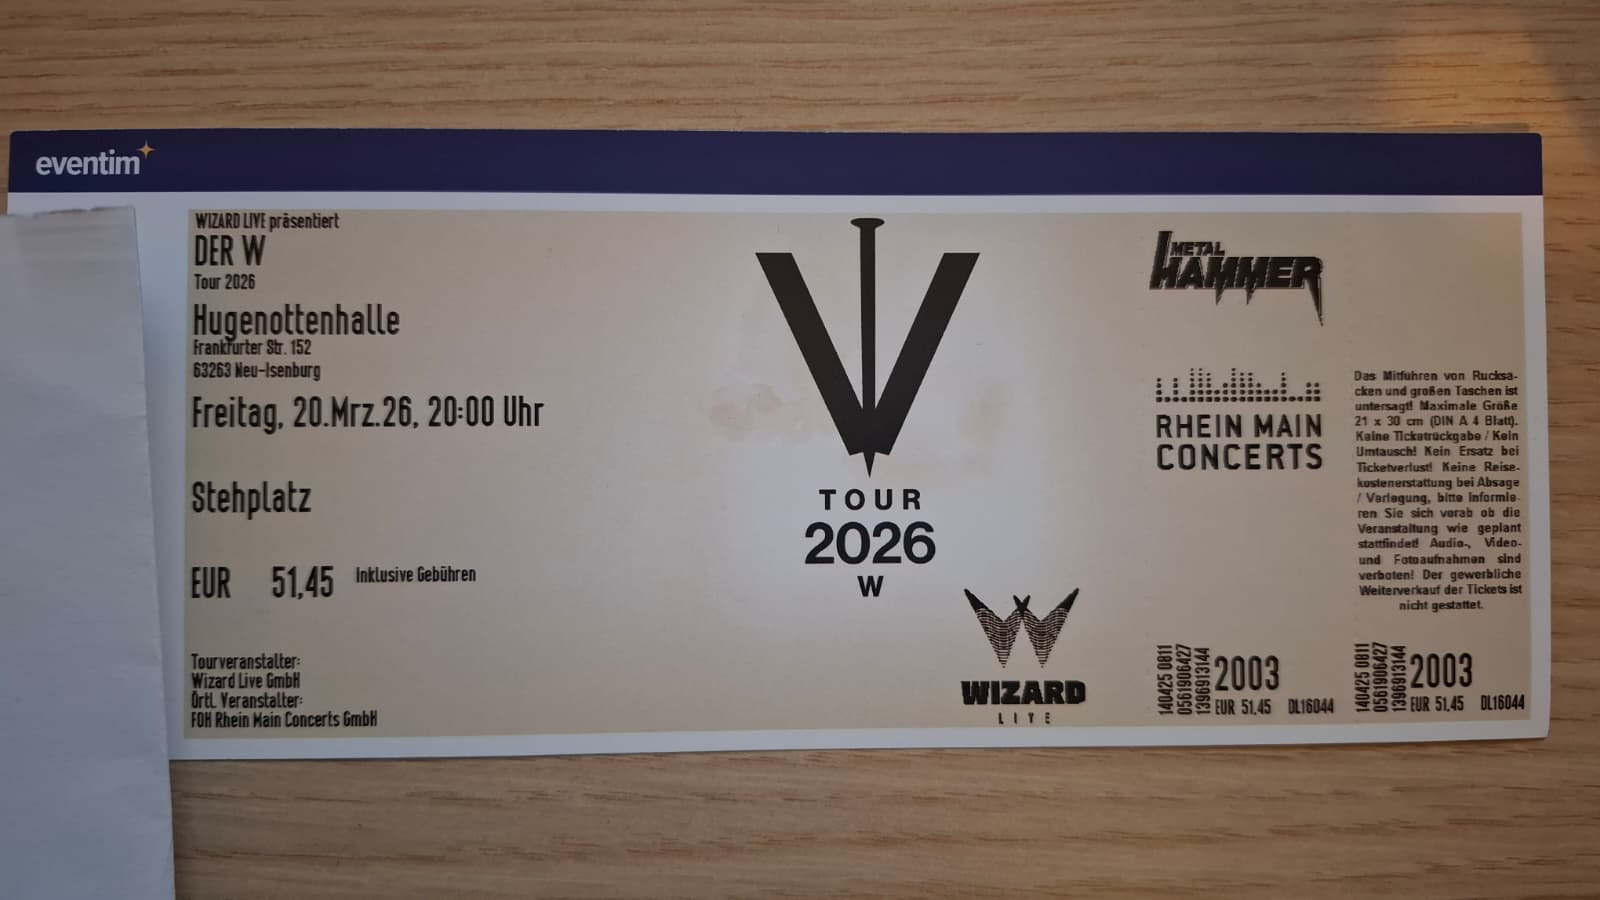 eventim
WIZARD LIVE präsentiert
DER W
Tour 2026
Hugenottenhalle
Frankfurter Str. 152
63263 Neu-Isenburg
Freitag, 20.Mrz.26, 20:00 Uhr
Stehplatz
EUR 51,45 Inklusive Gebühren
Tourveranstalter:
Wizard Live GmbH
Örtl. Veranstalter:
FOH Rhein Main Concerts GmbH
TOUR
2026
W
WIZARD
LIVE
METAL
HAMMER
RHEIN MAIN
CONCERTS
Das Mitführen von Rucksä-
cken und großen Taschen ist
untersagt! Maximale Größe
21 x 30 cm (DIN A 4 Blatt).
Keine Ticketrückgabe / Kein
Umtausch! Kein Ersatz bei
Ticketverlust! Keine Reise-
kostenerstattung bei Absage
/ Verlegung, bitte informie-
ren Sie sich vorab ob die
Veranstaltung wie geplant
stattfindet! Audio-, Video-
und Fotoaufnahmen sind
verboten! Der gewerbliche
Weiterverkauf der Tickets ist
nicht gestattet.
140425 0811
0561906427
1396913144
2003
EUR 51,45 DL16044
140425 0811
0561906427
1396913144
2003
EUR 51,45 DL16044